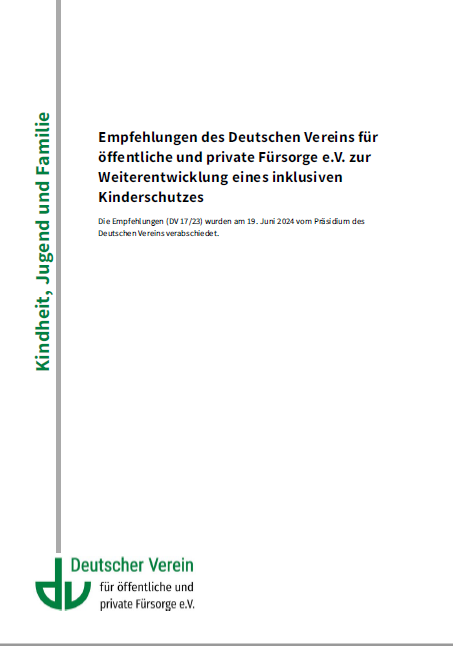 Kindheit, Jugend und Familie
Empfehlungen des Deutschen Vereins für
öffentliche und private Fürsorge e.V. zur
Weiterentwicklung eines inklusiven
Kinderschutzes
Die Empfehlungen (DV 17/23) wurden am 19. Juni 2024 vom Präsidium des
Deutschen Vereins verabschiedet.
Deutscher Verein
für öffentliche und
private Fürsorge e.V.
dv